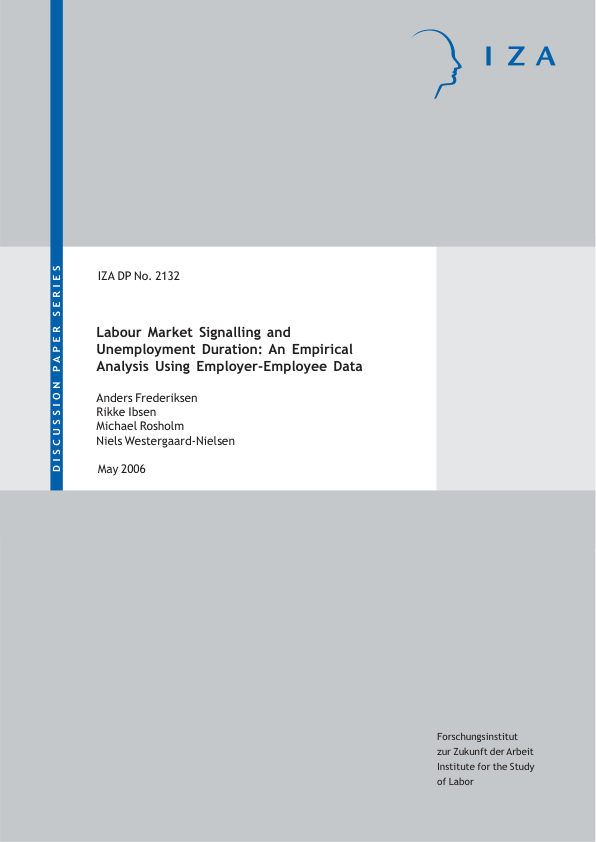 IZA
DISCUSSION PAPER SERIES
IZA DP No. 2132
Labour Market Signalling and
Unemployment Duration: An Empirical
Analysis Using Employer-Employee Data
Anders Frederiksen
Rikke Ibsen
Michael Rosholm
Niels Westergaard-Nielsen
May 2006
Forschungsinstitut
zur Zukunft der Arbeit
Institute for the Study
of Labor